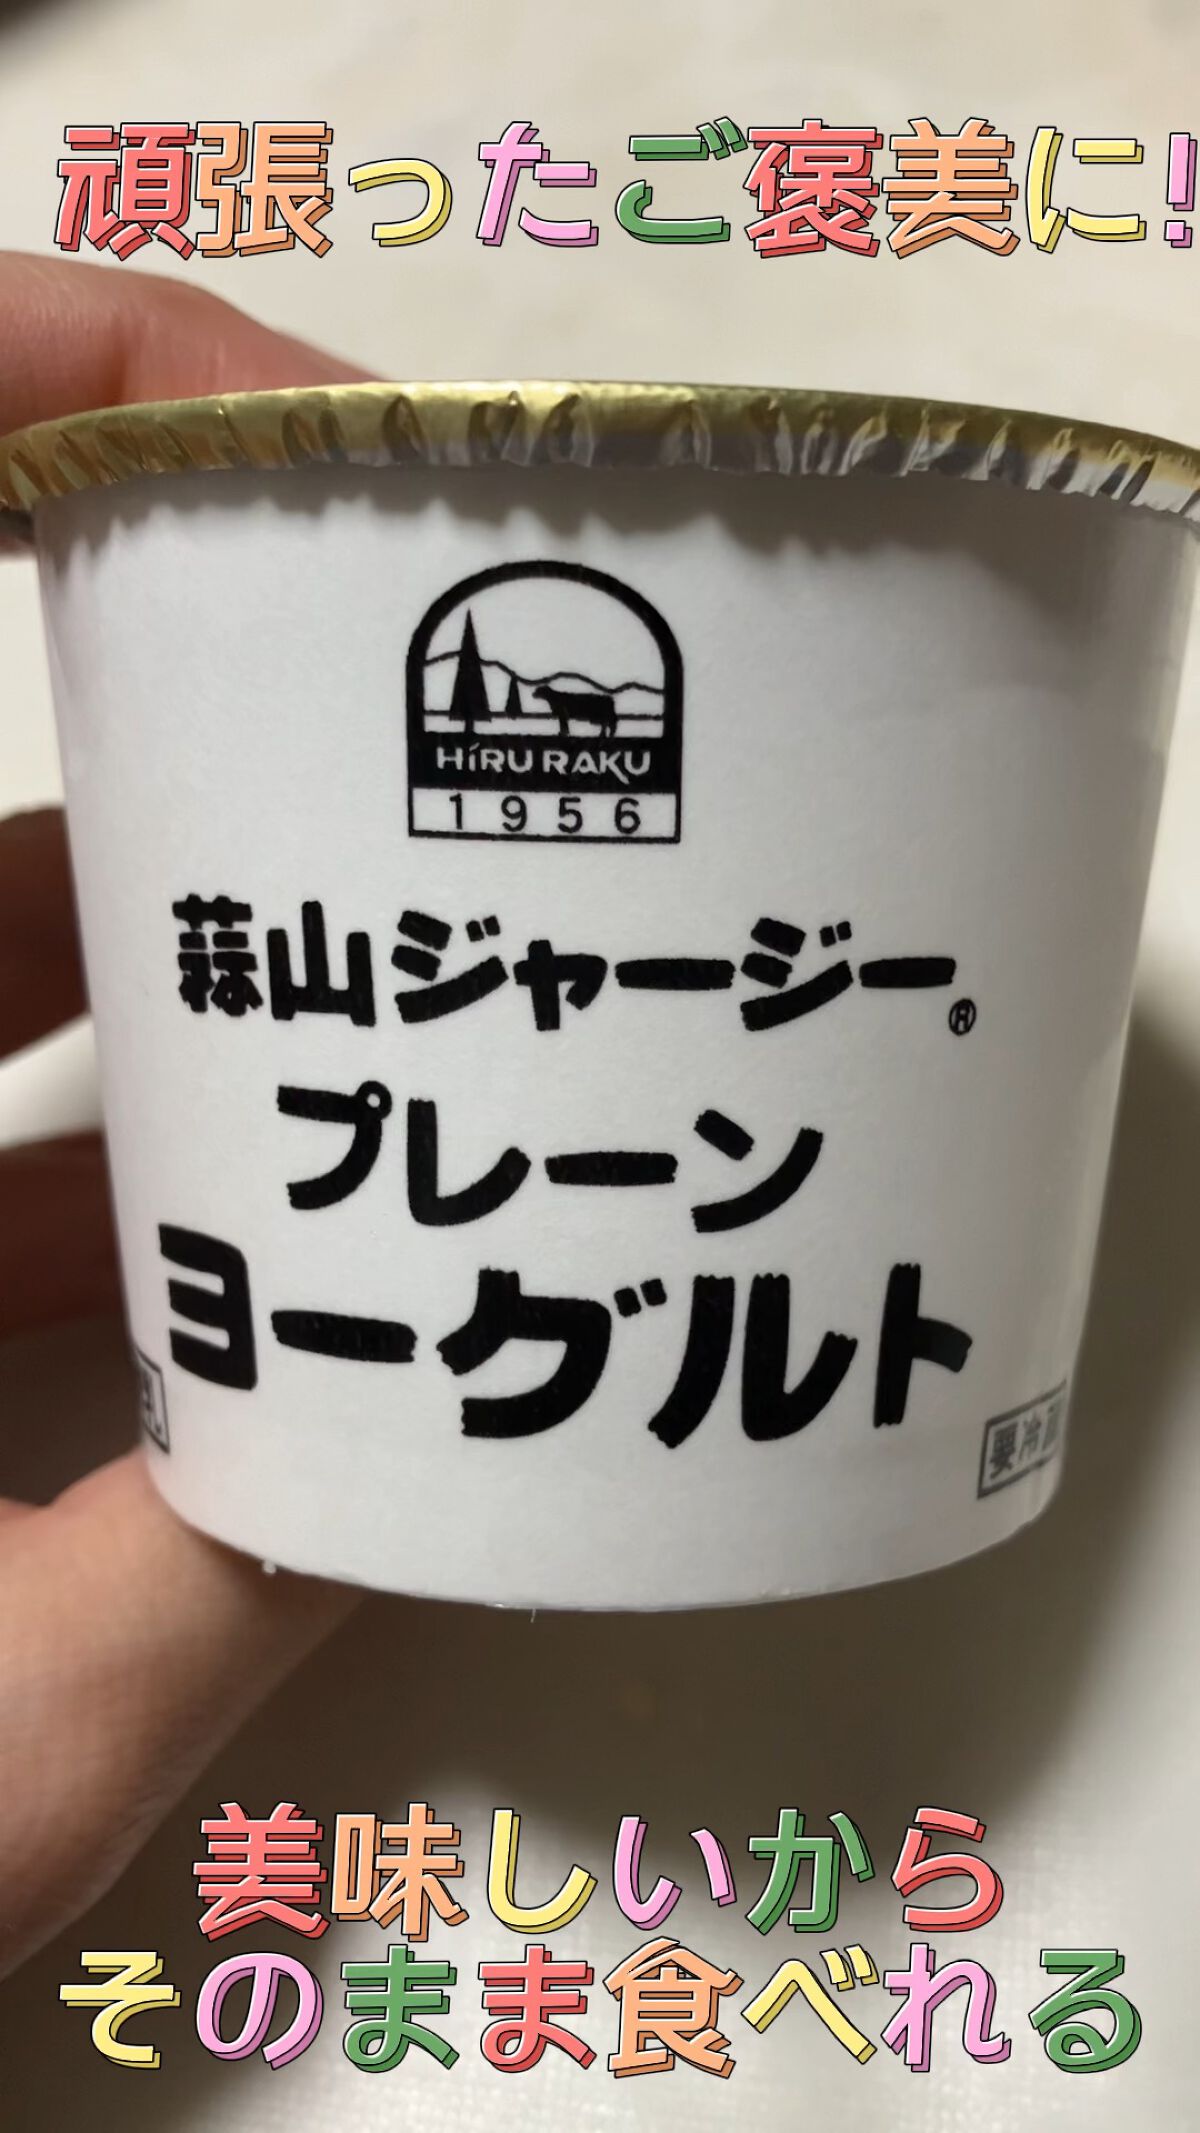 頑張ったご褒美に!
HiRU RAKU
1956
蒜山ジャージー®
プレーン
ヨーグルト
要冷
美味しいから
そのまま食べれる